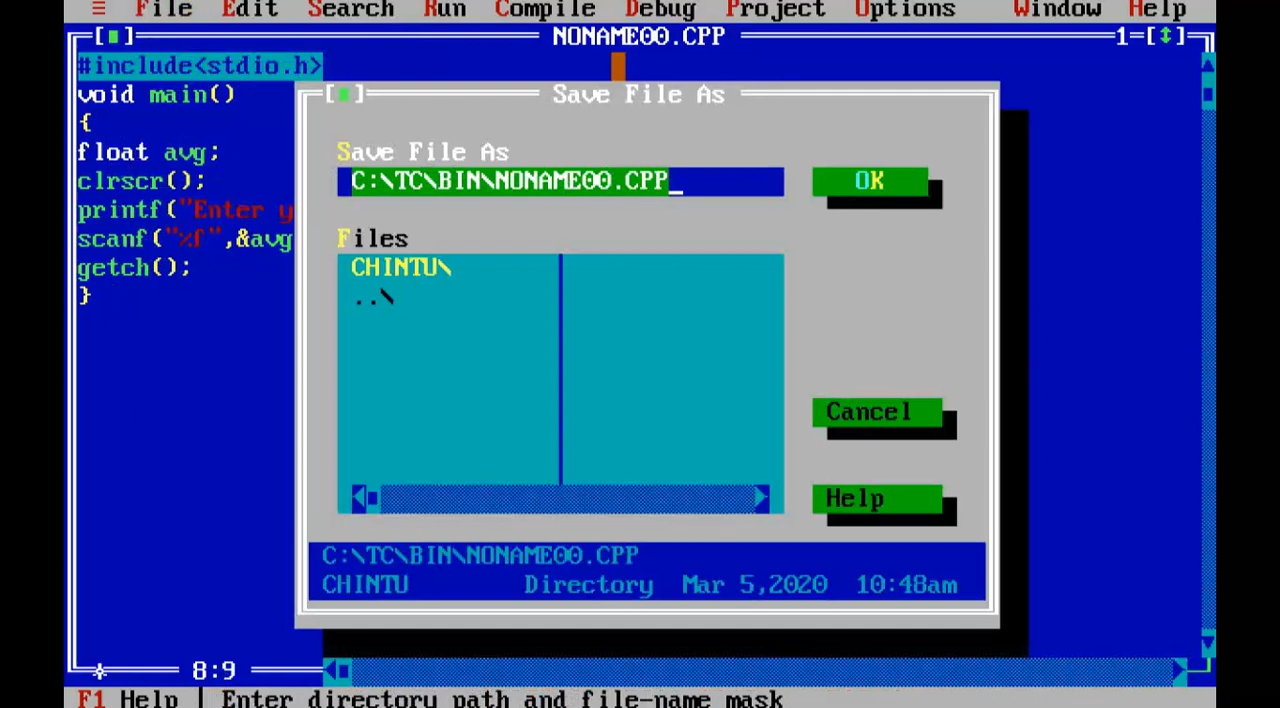 ≡ File Edit Search Run Compile Debug Project Options Window Help
[■] NONAME00.CPP 1=[↕]
#include<stdio.h>
void main()
{
float avg;
clrscr();
printf("Enter y
scanf("%f",&avg
getch();
}
[■] Save File As
Save File As
C:\TC\BIN\NONAME00.CPP_
OK
Files
CHINTU\
..\
Cancel
Help
C:\TC\BIN\NONAME00.CPP
CHINTU Directory Mar 5,2020 10:48am
8:9
F1 Help | Enter directory path and file-name mask